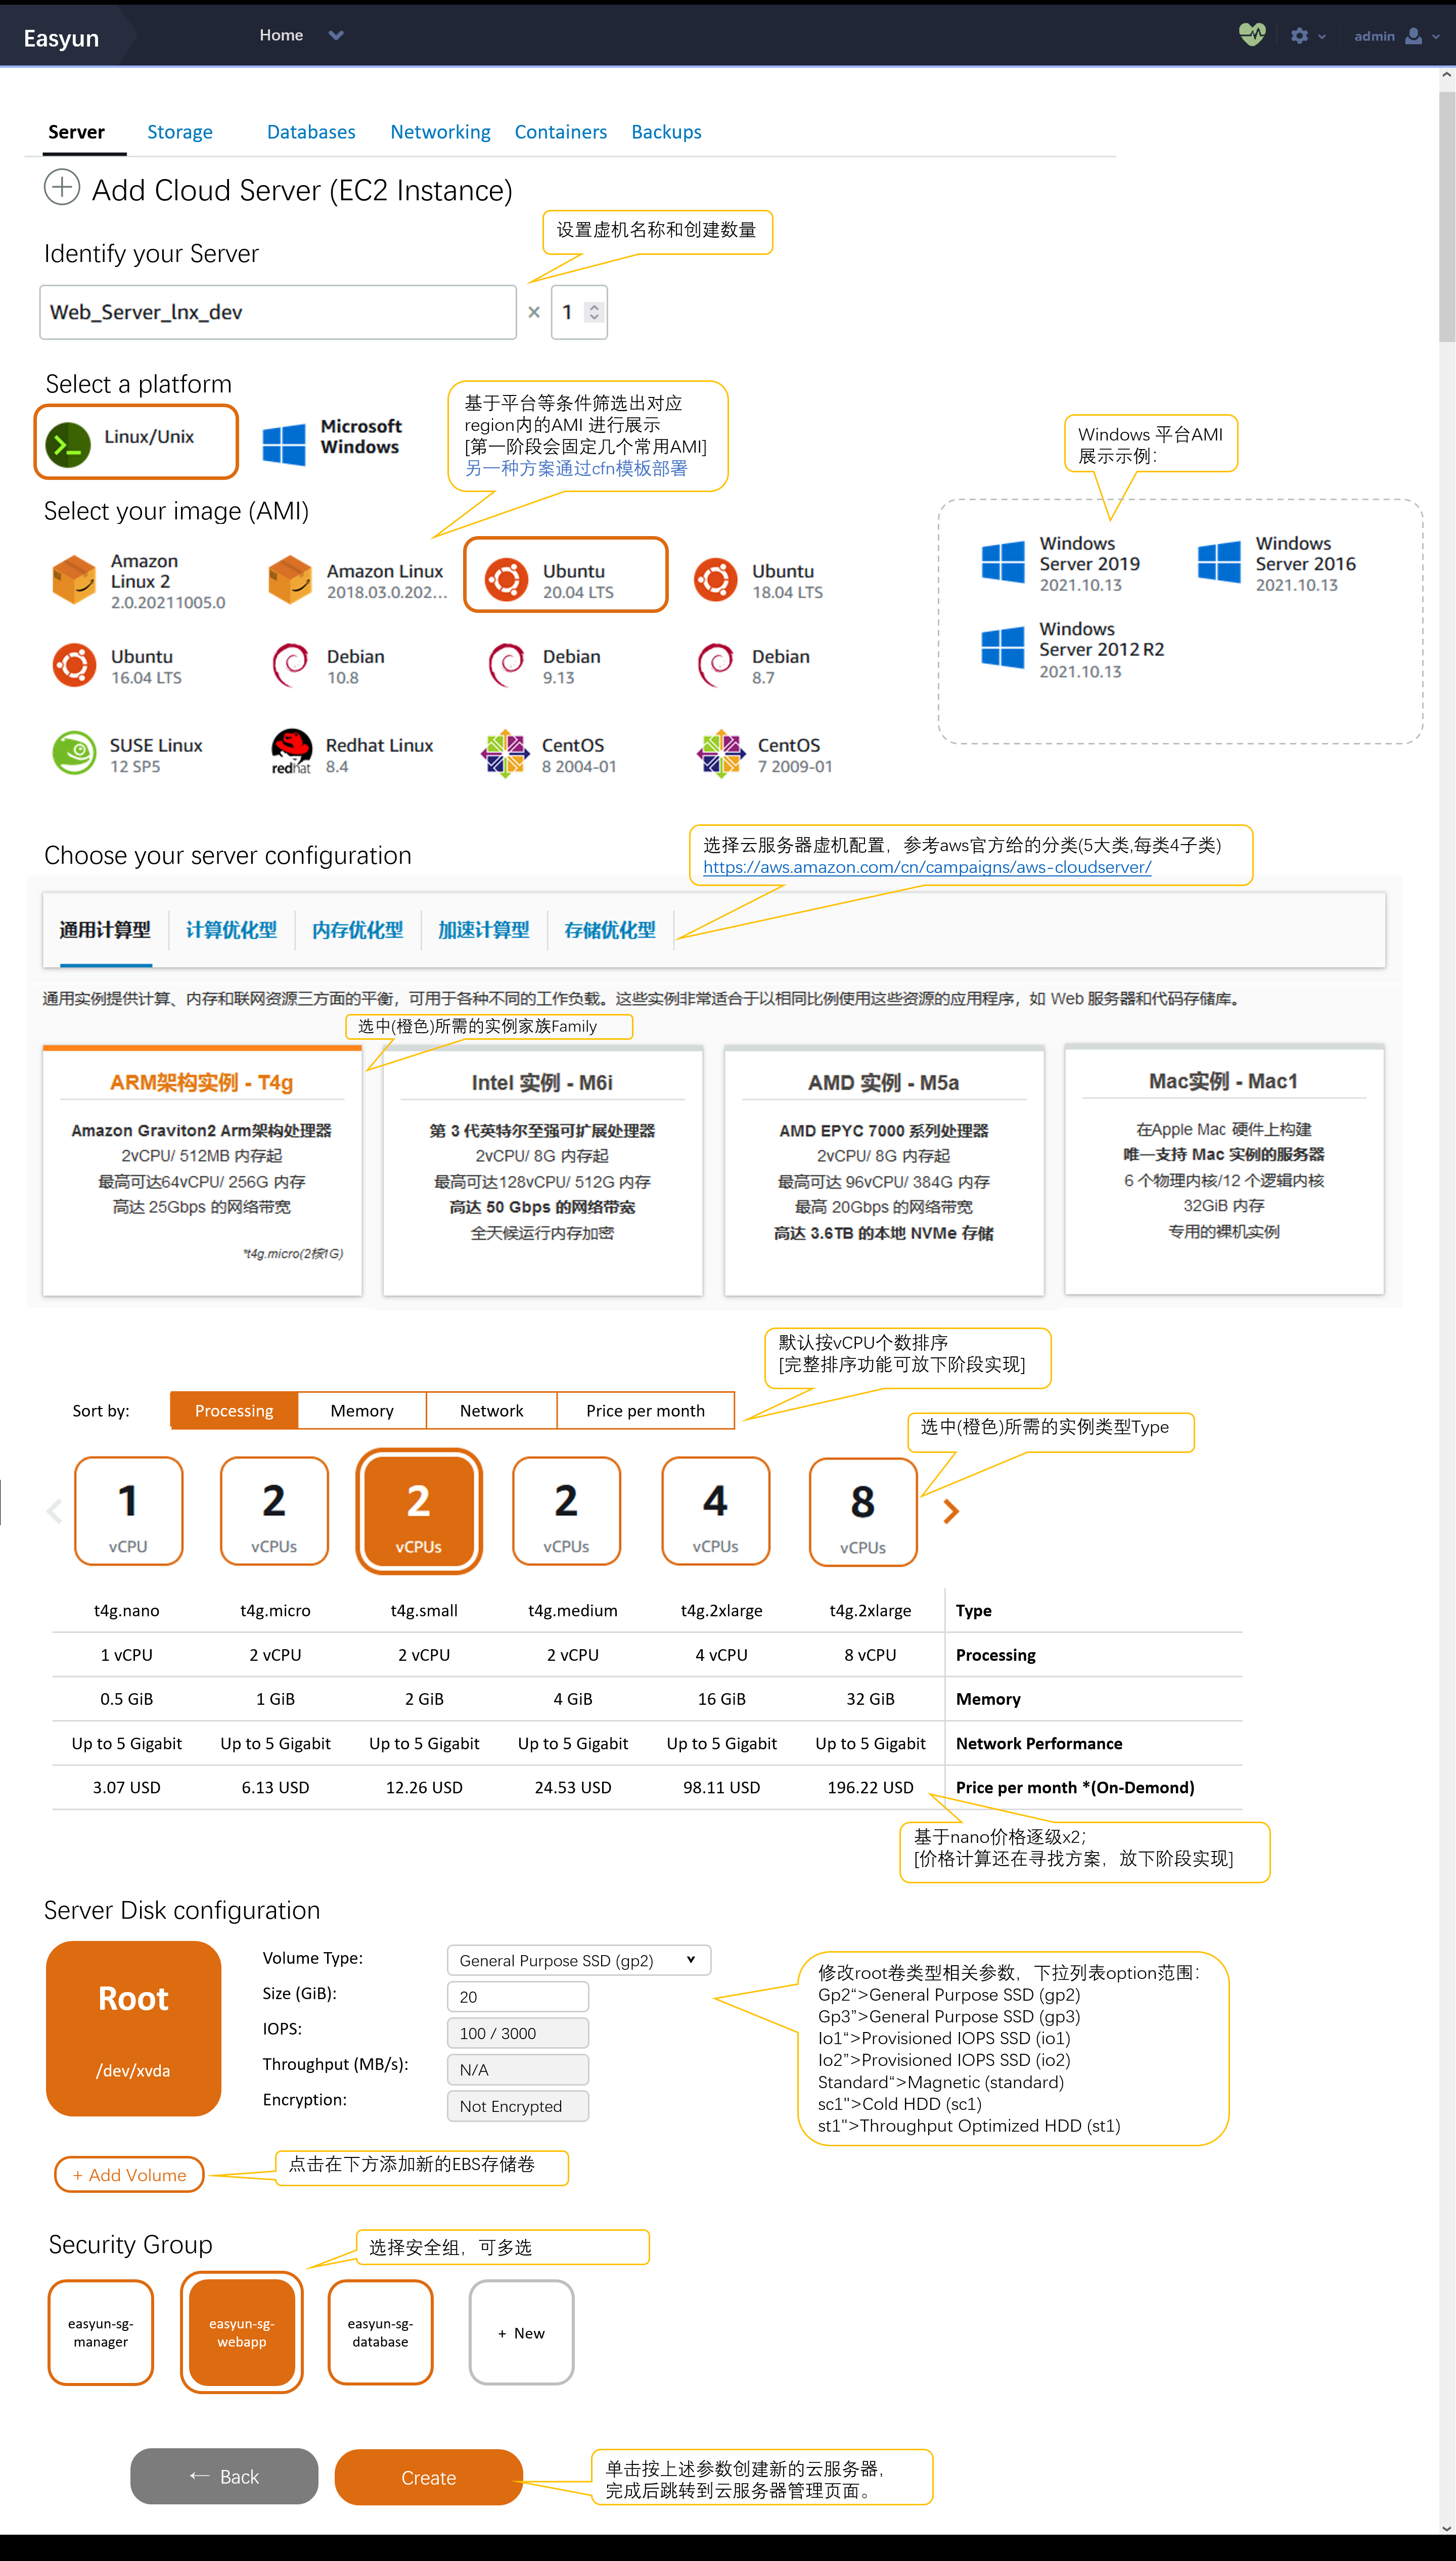 Easyun
Home
admin
Server Storage Databases Networking Containers Backups
Add Cloud Server (EC2 Instance)
设置虚机名称和创建数量
Identify your Server
Web_Server_lnx_dev × 1
Select a platform
Linux/Unix
Microsoft
Windows
基于平台等条件筛选出对应
region内的AMI 进行展示
[第一阶段会固定几个常用AMI]
另一种方案通过cfn模板部署
Windows 平台AMI
展示示例：
Select your image (AMI)
Amazon
Linux 2
2.0.20211005.0
Amazon Linux
2018.03.0.202...
Ubuntu
20.04 LTS
Ubuntu
18.04 LTS
Windows
Server 2019
2021.10.13
Windows
Server 2016
2021.10.13
Ubuntu
16.04 LTS
Debian
10.8
Debian
9.13
Debian
8.7
Windows
Server 2012 R2
2021.10.13
SUSE Linux
12 SP5
redhat
Redhat Linux
8.4
CentOS
8 2004-01
CentOS
7 2009-01
选择云服务器虚机配置，参考aws官方给的分类(5大类,每类4子类)
https://aws.amazon.com/cn/campaigns/aws-cloudserver/
Choose your server configuration
通用计算型 计算优化型 内存优化型 加速计算型 存储优化型
通用实例提供计算、内存和联网资源三方面的平衡，可用于各种不同的工作负载。这些实例非常适合于以相同比例使用这些资源的应用程序，如 Web 服务器和代码存储库。
选中(橙色)所需的实例家族Family
ARM架构实例 - T4g
Amazon Graviton2 Arm架构处理器
2vCPU/ 512MB 内存起
最高可达64vCPU/ 256G 内存
高达 25Gbps 的网络带宽
*t4g.micro(2核1G)
Intel 实例 - M6i
第 3 代英特尔至强可扩展处理器
2vCPU/ 8G 内存起
最高可达128vCPU/ 512G 内存
高达 50 Gbps 的网络带宽
全天候运行内存加密
AMD 实例 - M5a
AMD EPYC 7000 系列处理器
2vCPU/ 8G 内存起
最高可达 96vCPU/ 384G 内存
最高 20Gbps 的网络带宽
高达 3.6TB 的本地 NVMe 存储
Mac实例 - Mac1
在Apple Mac 硬件上构建
唯一支持 Mac 实例的服务器
6 个物理内核/12 个逻辑内核
32GiB 内存
专用的裸机实例
默认按vCPU个数排序
[完整排序功能可放下阶段实现]
Sort by: Processing Memory Network Price per month
选中(橙色)所需的实例类型Type
1 2 2 2 4 8
vCPU vCPUs vCPUs vCPUs vCPUs vCPUs
t4g.nano t4g.micro t4g.small t4g.medium t4g.2xlarge t4g.2xlarge Type
1 vCPU 2 vCPU 2 vCPU 2 vCPU 4 vCPU 8 vCPU Processing
0.5 GiB 1 GiB 2 GiB 4 GiB 16 GiB 32 GiB Memory
Up to 5 Gigabit Up to 5 Gigabit Up to 5 Gigabit Up to 5 Gigabit Up to 5 Gigabit Up to 5 Gigabit Network Performance
3.07 USD 6.13 USD 12.26 USD 24.53 USD 98.11 USD 196.22 USD Price per month *(On-Demond)
基于nano价格逐级x2；
[价格计算还在寻找方案，放下阶段实现]
Server Disk configuration
Root
/dev/xvda
Volume Type: General Purpose SSD (gp2)
Size (GiB): 20
IOPS: 100 / 3000
Throughput (MB/s): N/A
Encryption: Not Encrypted
修改root卷类型相关参数，下拉列表option范围：
Gp2“>General Purpose SSD (gp2)
Gp3”>General Purpose SSD (gp3)
Io1“>Provisioned IOPS SSD (io1)
Io2”>Provisioned IOPS SSD (io2)
Standard“>Magnetic (standard)
sc1">Cold HDD (sc1)
st1">Throughput Optimized HDD (st1)
+ Add Volume
点击在下方添加新的EBS存储卷
Security Group
选择安全组，可多选
easyun-sg-
manager
easyun-sg-
webapp
easyun-sg-
database
+ New
← Back
Create
单击按上述参数创建新的云服务器，
完成后跳转到云服务器管理页面。